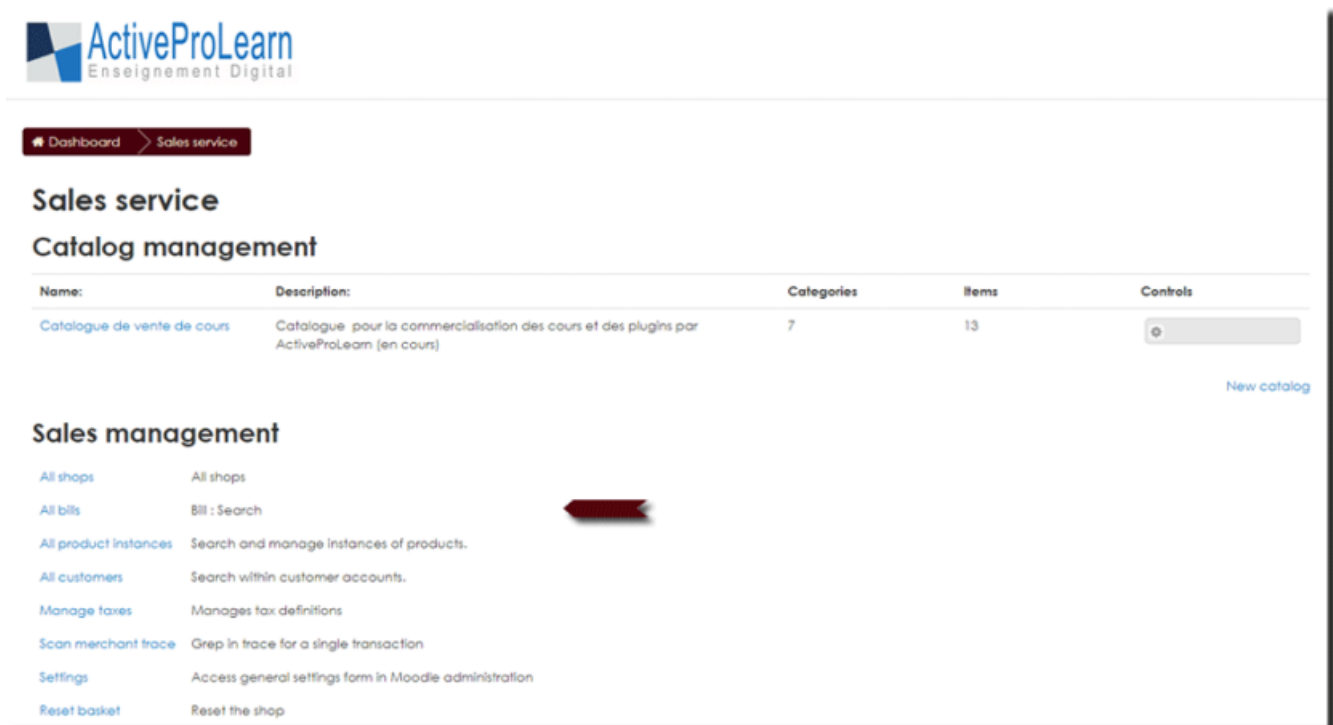 ActiveProLearn
Enseignement Digital
Dashboard Sales service
Sales service
Catalog management
Name: Description: Categories Items Controls
Catalogue de vente de cours Catalogue pour la commercialisation des cours et des plugins par 7 13
ActiveProLearn (en cours)
New catalog
Sales management
All shops All shops
All bills Bill : Search
All product instances Search and manage instances of products.
All customers Search within customer accounts.
Manage taxes Manages tax definitions
Scan merchant trace Grep in trace for a single transaction
Settings Access general settings form in Moodle administration
Reset basket Reset the shop